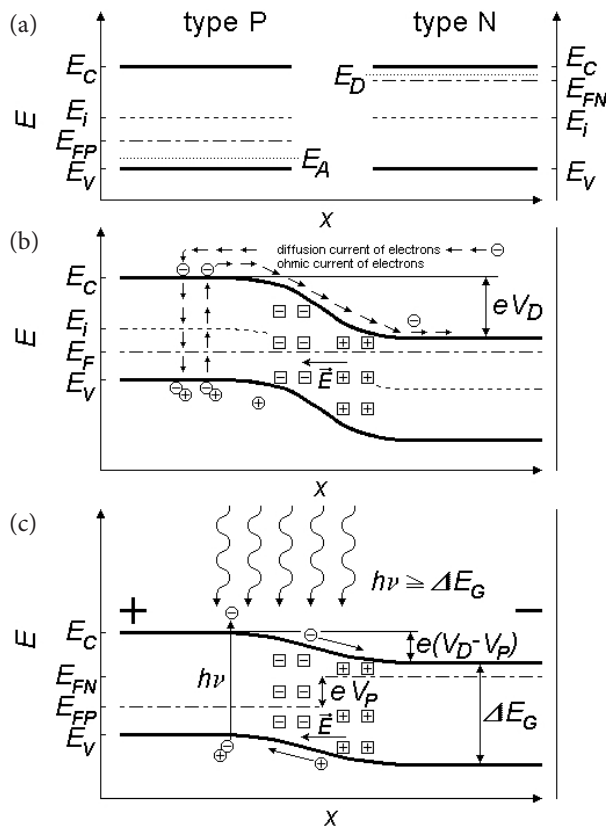 (a) type P type N
E_C E_C
E_D E_FN
E_i E_i
E_FP E_A
E_V E_V
E
X
(b)
diffusion current of electrons
ohmic current of electrons
E_C
eV_D
E_i
E_F
E_V
E⃗
E
X
(c)
hν ≧ ΔE_G
+ −
E_C
e(V_D-V_P)
E_FN
hν eV_P
E_FP
ΔE_G
E⃗
E_V
E
X